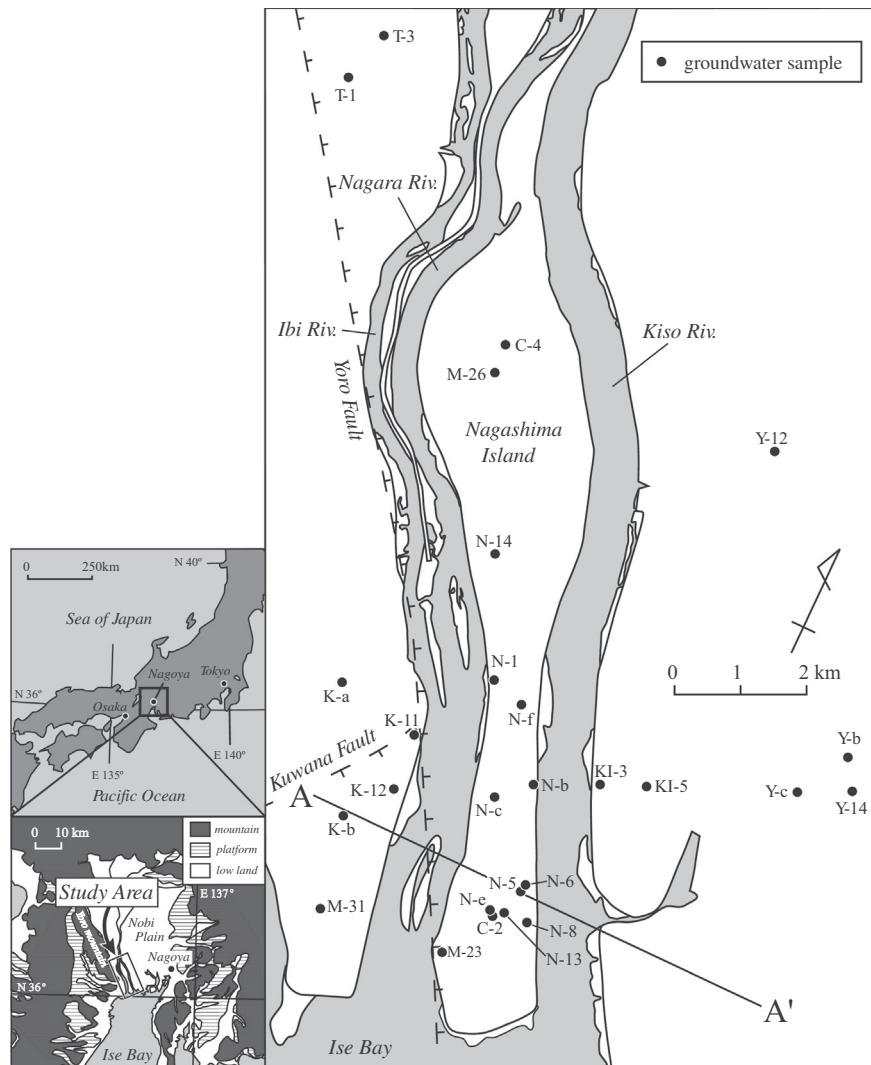 groundwater sample
T-3
T-1
Nagara Riv.
Ibi Riv.
Kiso Riv.
C-4
M-26
Yoro Fault
Nagashima
Island
Y-12
N-14
0 1 2 km
N-1
K-a
N-f
K-11
Kuwana Fault
Y-b
A
K-12
N-b
KI-3
KI-5
N-c
Y-c
Y-14
K-b
N-5
N-6
N-e
M-31
C-2
N-8
N-13
M-23
A'
Ise Bay
0 250km
N 40°
Sea of Japan
Nagoya
Tokyo
N 36°
Osaka
E 135°
E 140°
Pacific Ocean
0 10 km
mountain
platform
low land
Study Area
E 137°
Nobi
Plain
Nagoya
N 36°
Ise Bay